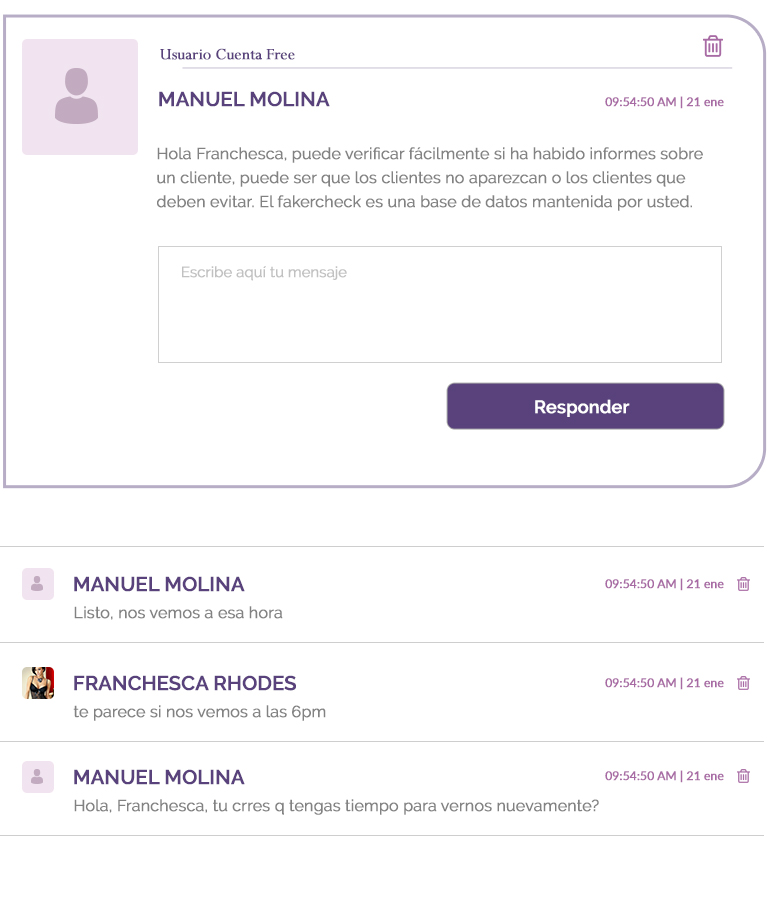 Usuario Cuenta Free
MANUEL MOLINA
09:54:50 AM | 21 ene
Hola Franchesca, puede verificar fácilmente si ha habido informes sobre
un cliente, puede ser que los clientes no aparezcan o los clientes que
deben evitar. El fakercheck es una base de datos mantenida por usted.
Escribe aquí tu mensaje
Responder
MANUEL MOLINA
09:54:50 AM | 21 ene
Listo, nos vemos a esa hora
FRANCHESCA RHODES
09:54:50 AM | 21 ene
te parece si nos vemos a las 6pm
MANUEL MOLINA
09:54:50 AM | 21 ene
Hola, Franchesca, tu crres q tengas tiempo para vernos nuevamente?